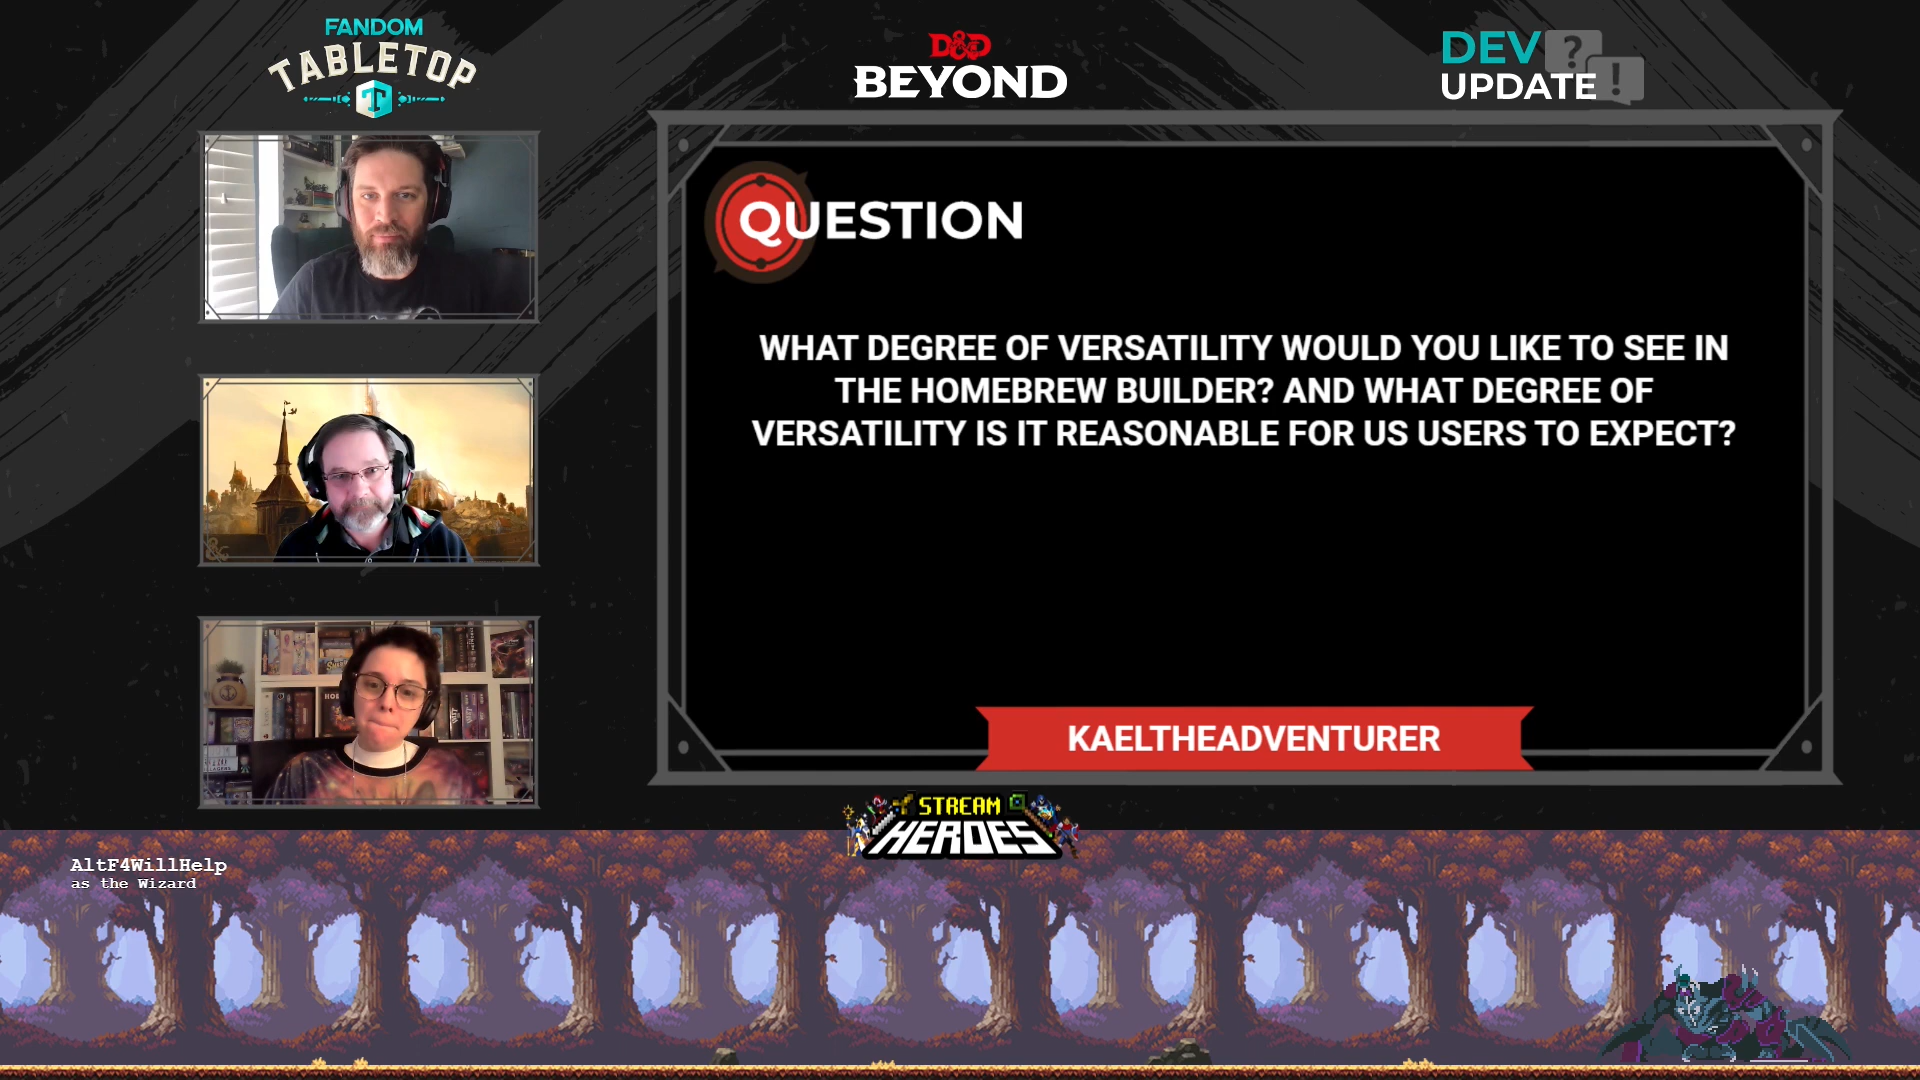 FANDOM
TABLETOP
T
D&D
BEYOND
DEV ?
UPDATE !
QUESTION
WHAT DEGREE OF VERSATILITY WOULD YOU LIKE TO SEE IN
THE HOMEBREW BUILDER? AND WHAT DEGREE OF
VERSATILITY IS IT REASONABLE FOR US USERS TO EXPECT?
KAELTHEADVENTURER
STREAM
HEROES
AltF4WillHelp
as the Wizard